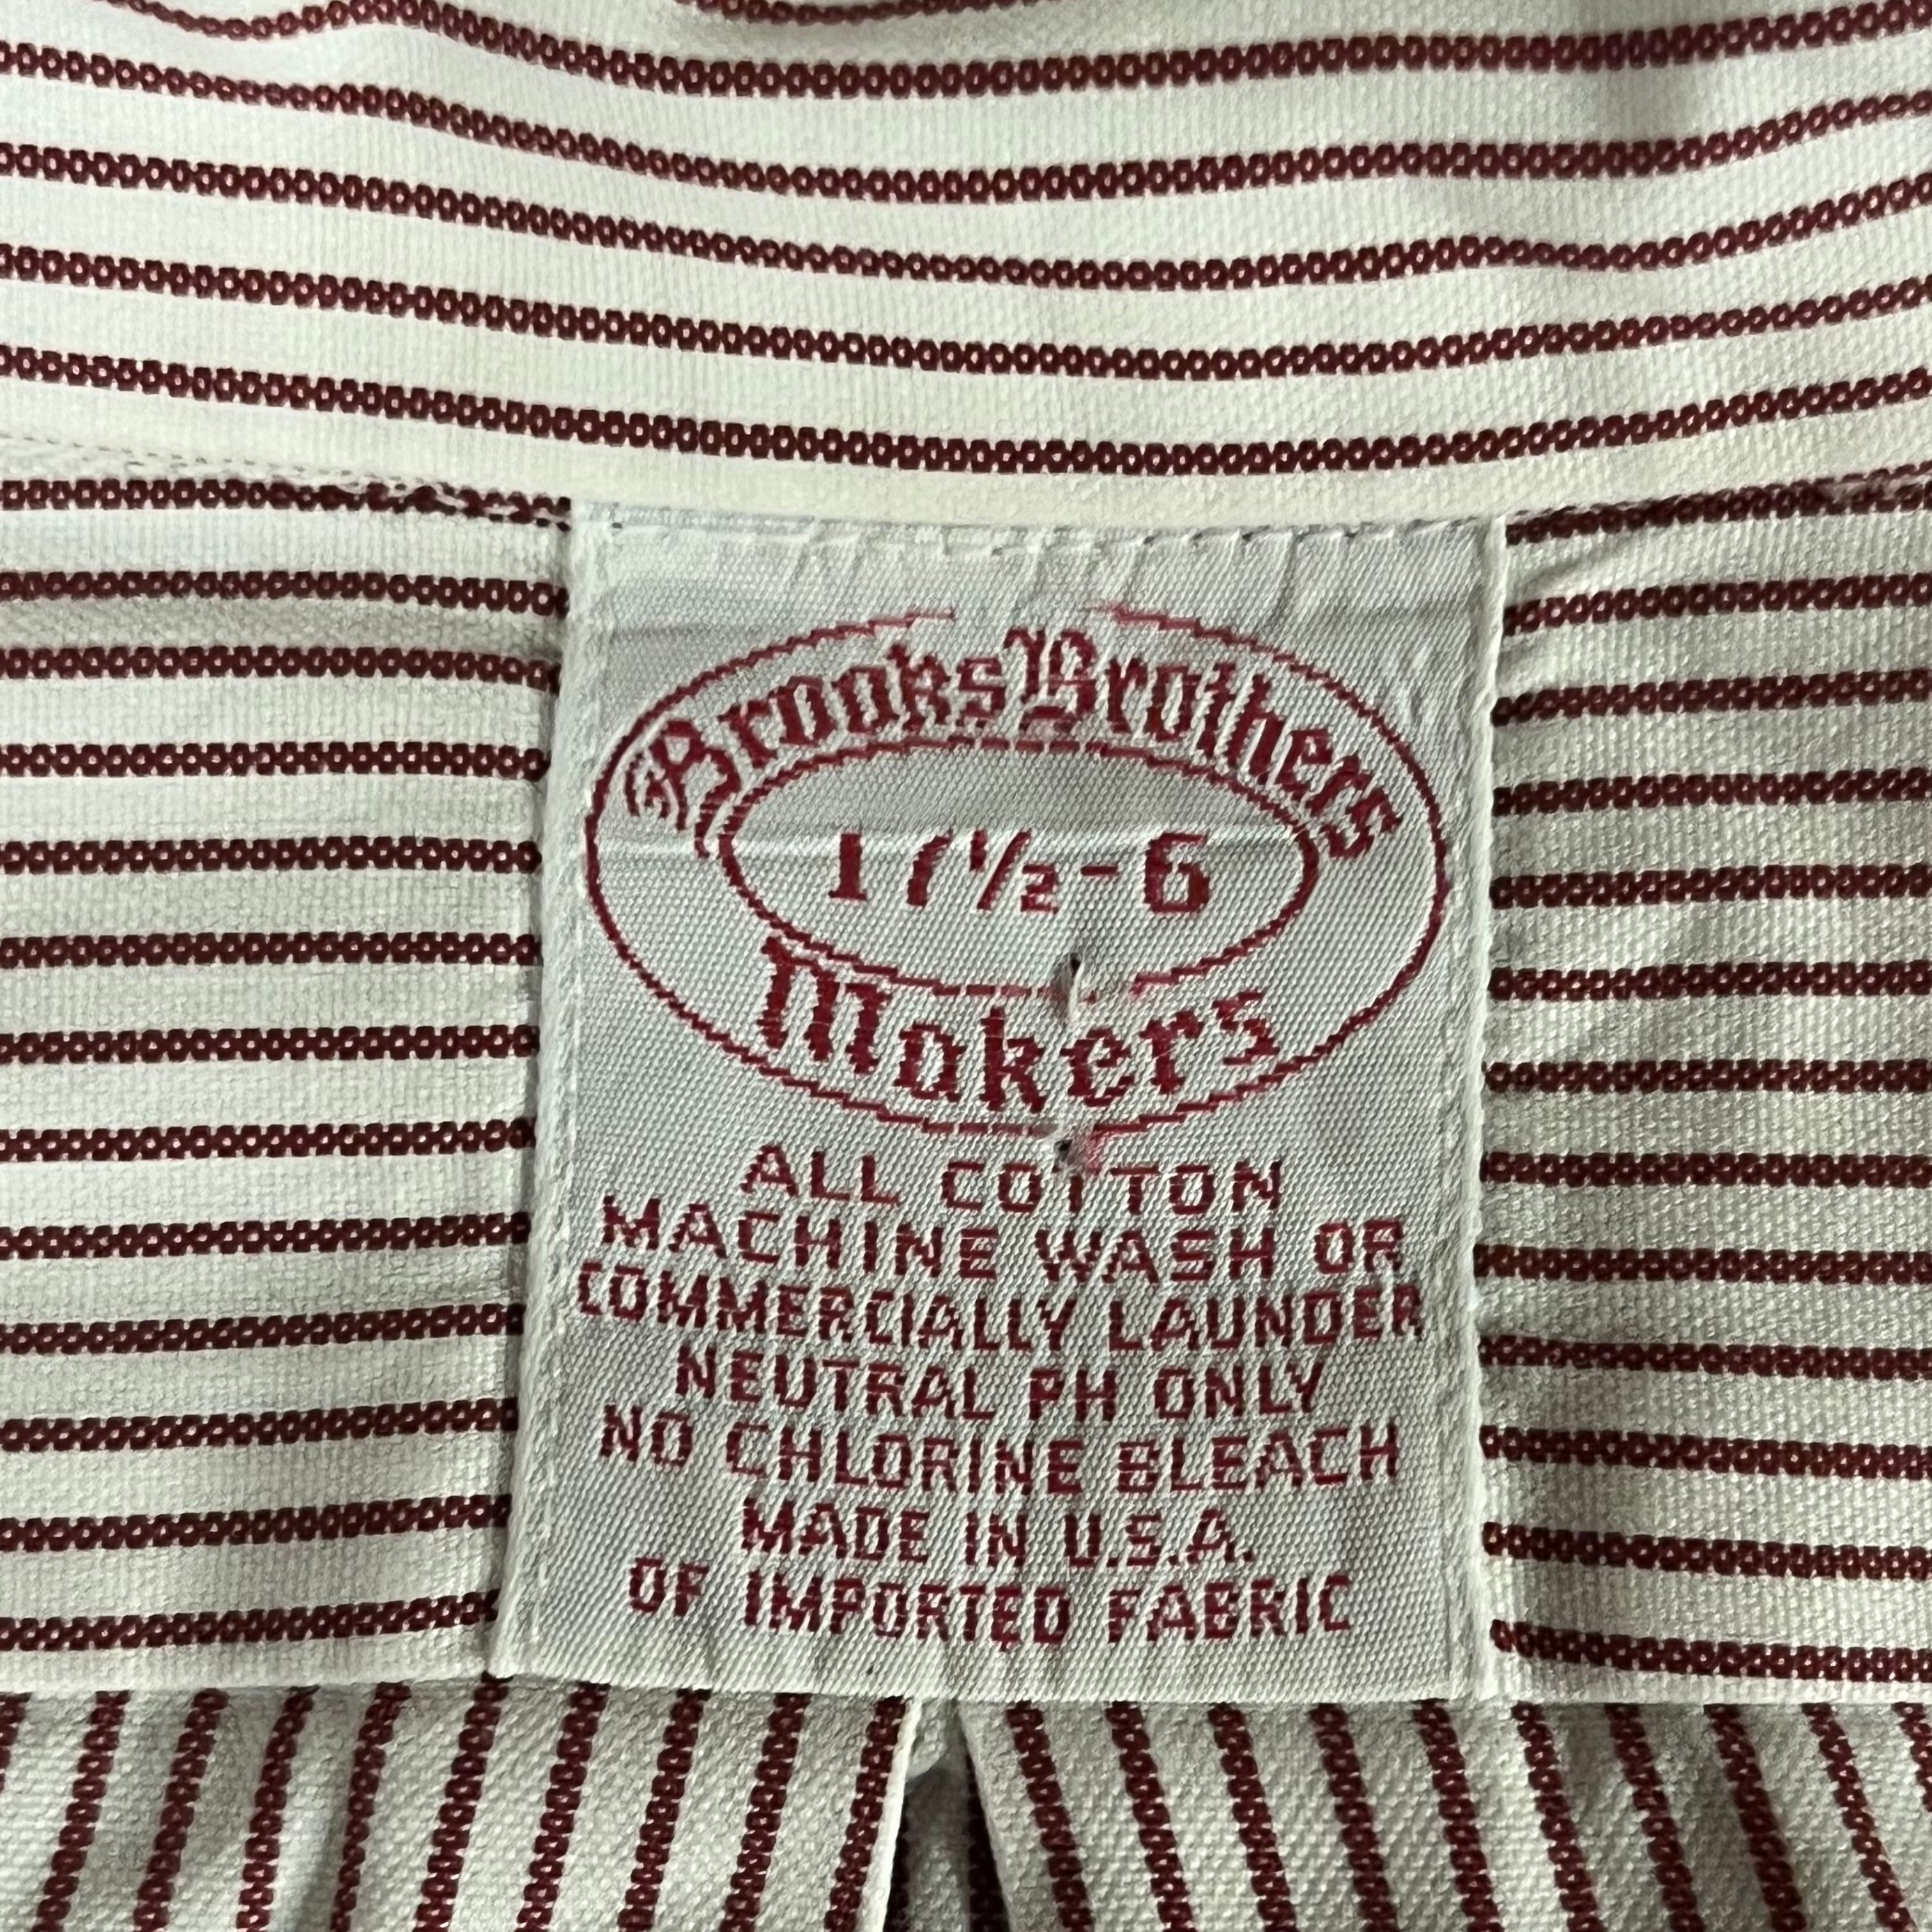 Brooks Brothers
17½-6
Makers
ALL COTTON
MACHINE WASH OR
COMMERCIALLY LAUNDER
NEUTRAL PH ONLY
NO CHLORINE BLEACH
MADE IN U.S.A.
OF IMPORTED FABRIC